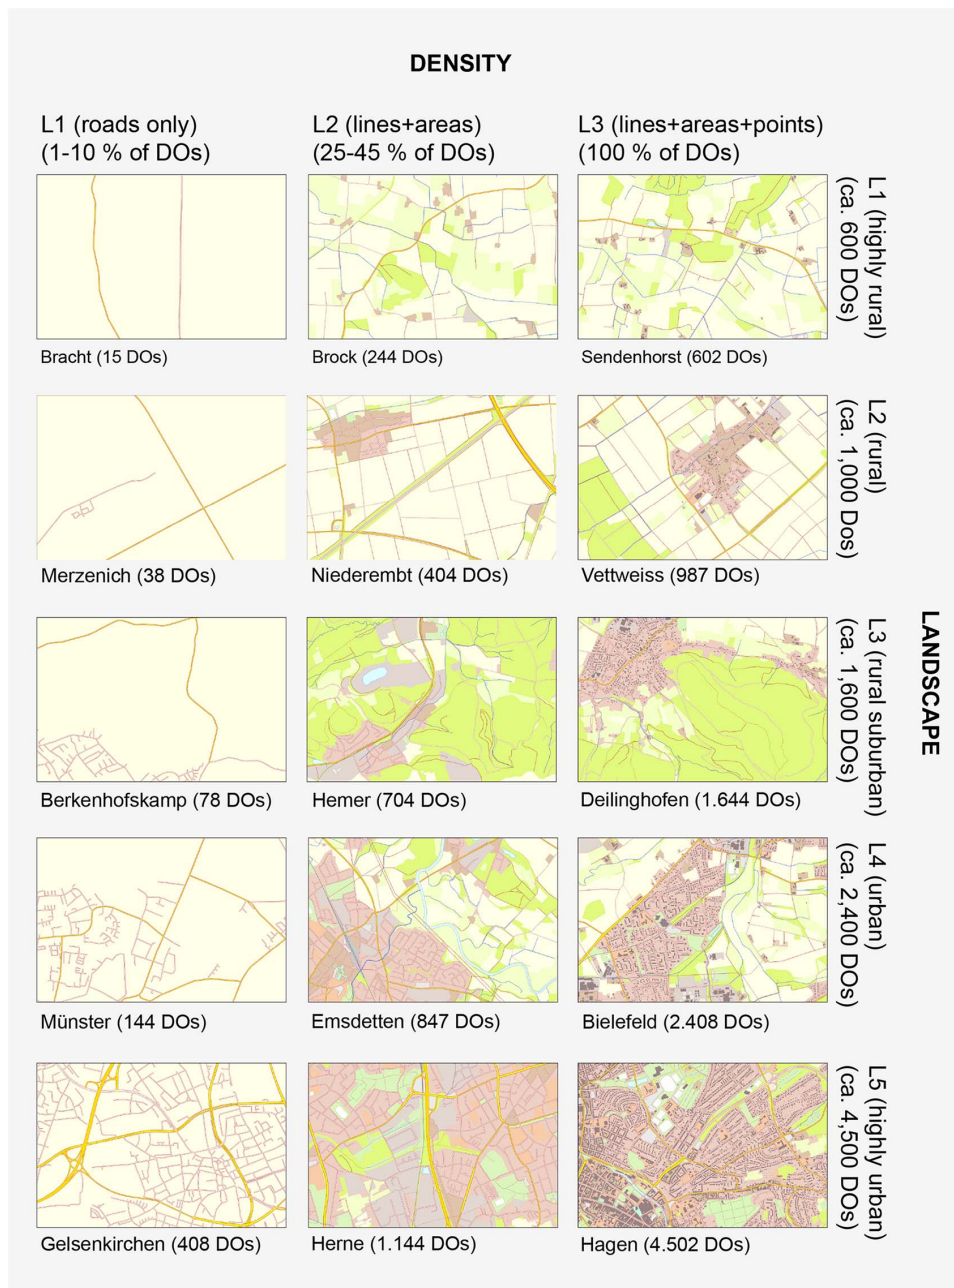 DENSITY
L1 (roads only)
(1-10 % of DOs)
L2 (lines+areas)
(25-45 % of DOs)
L3 (lines+areas+points)
(100 % of DOs)
L1 (highly rural)
(ca. 600 DOs)
Bracht (15 DOs)
Brock (244 DOs)
Sendenhorst (602 DOs)
L2 (rural)
(ca. 1,000 Dos)
Merzenich (38 DOs)
Niederembt (404 DOs)
Vettweiss (987 DOs)
LANDSCAPE
L3 (rural suburban)
(ca. 1,600 DOs)
Berkenhofskamp (78 DOs)
Hemer (704 DOs)
Deilinghofen (1.644 DOs)
L4 (urban)
(ca. 2,400 DOs)
Münster (144 DOs)
Emsdetten (847 DOs)
Bielefeld (2.408 DOs)
L5 (highly urban)
(ca. 4,500 DOs)
Gelsenkirchen (408 DOs)
Herne (1.144 DOs)
Hagen (4.502 DOs)